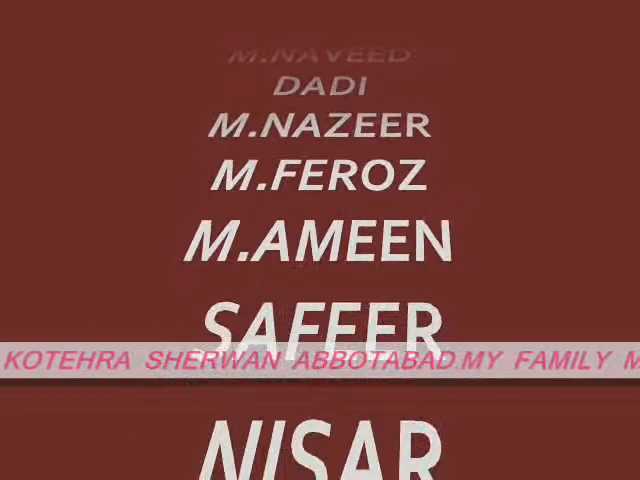 M.NAVEED
DADI
M.NAZEER
M.FEROZ
M.AMEEN
SAFEER
KOTEHRA SHERWAN ABBOTABAD.MY FAMILY
NISAR